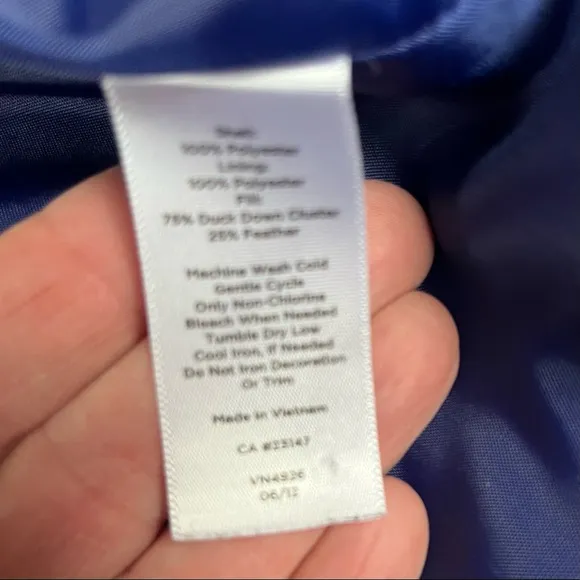 Shell:
100% Polyester
Lining:
100% Polyester
Fill:
75% Duck Down Cluster
25% Feather
Machine Wash Cold
Gentle Cycle
Only Non-Chlorine
Bleach When Needed
Tumble Dry Low
Cool Iron, If Needed
Do Not Iron Decoration
Or Trim
Made in Vietnam
CA #23147
06/12